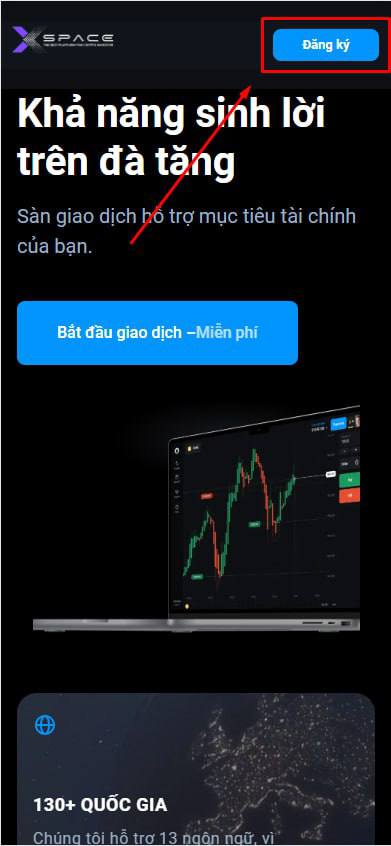 XSPACE
THE BEST PLATFORM FOR CRYPTO INVESTOR
Đăng ký
Khả năng sinh lời
trên đà tăng
Sàn giao dịch hỗ trợ mục tiêu tài chính
của bạn.
Bắt đầu giao dịch –Miễn phí
130+ QUỐC GIA
Chúng tôi hỗ trợ 13 ngôn ngữ, vì